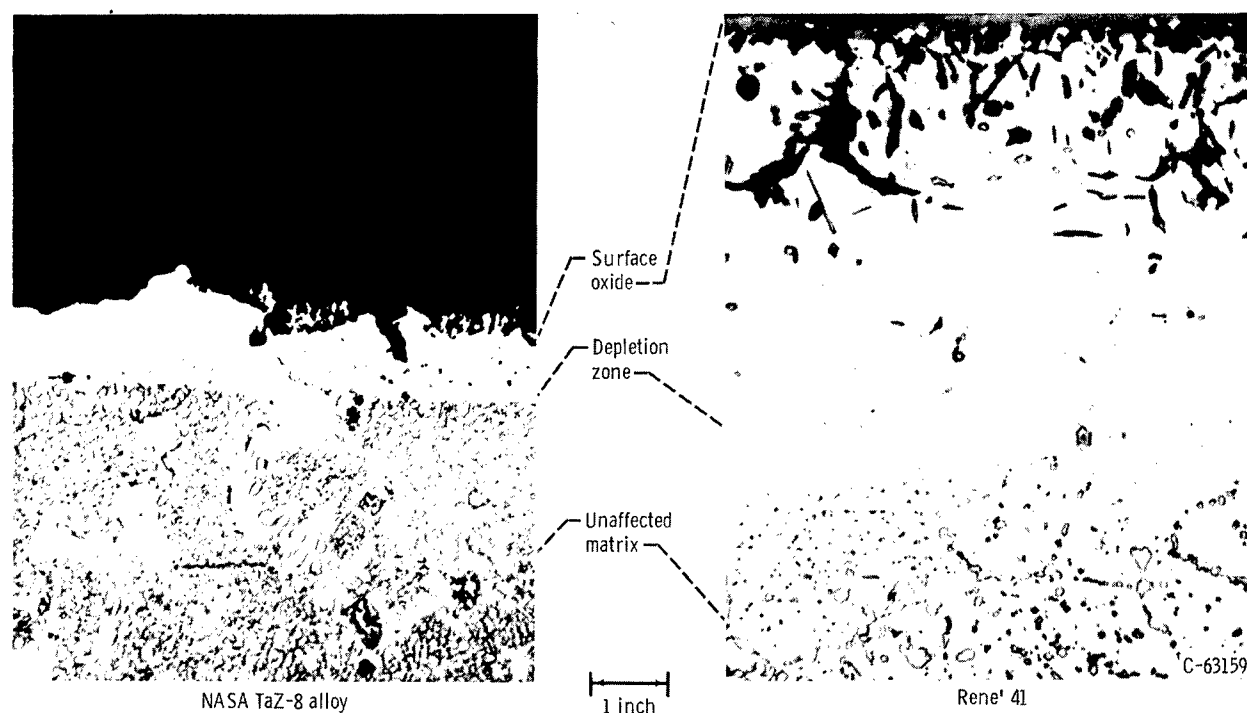 Surface
oxide
Depletion
zone
Unaffected
matrix
C-63159
NASA TaZ-8 alloy
1 inch
Rene' 41